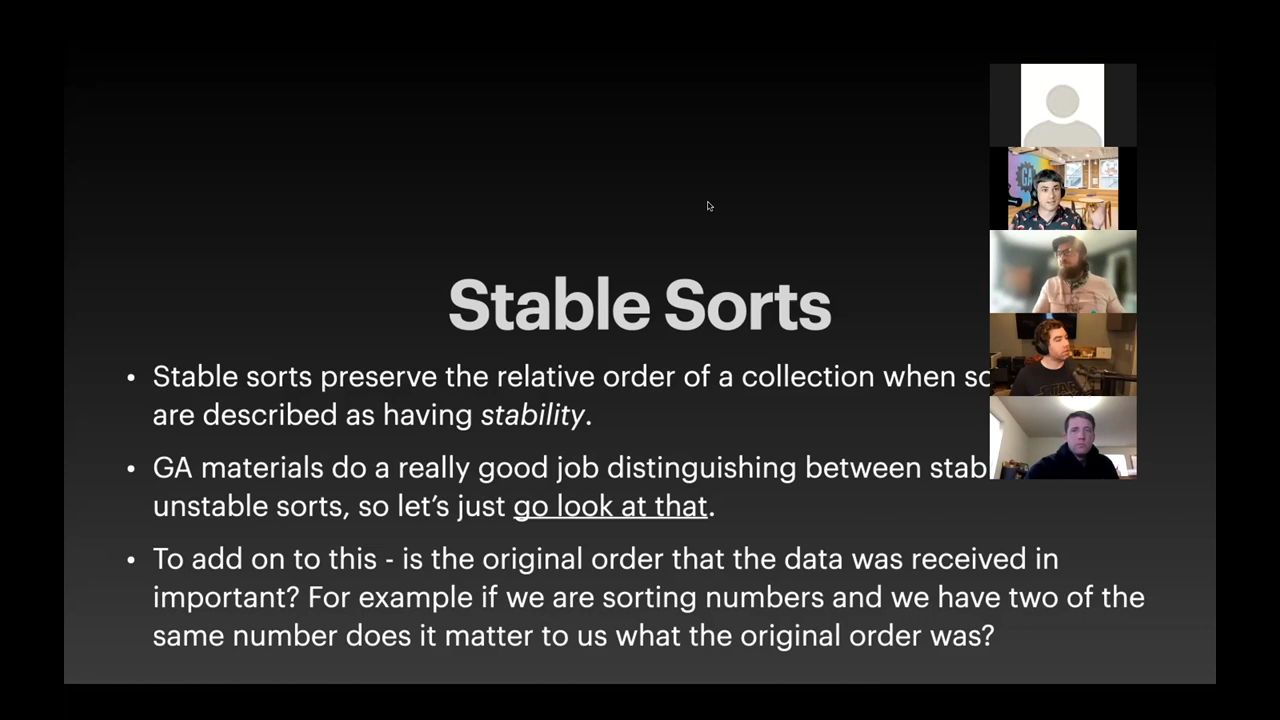 Stable Sorts
• Stable sorts preserve the relative order of a collection when
are described as having stability.
• GA materials do a really good job distinguishing between
unstable sorts, so let’s just go look at that.
• To add on to this - is the original order that the data was received in
important? For example if we are sorting numbers and we have two of the
same number does it matter to us what the original order was?
GA